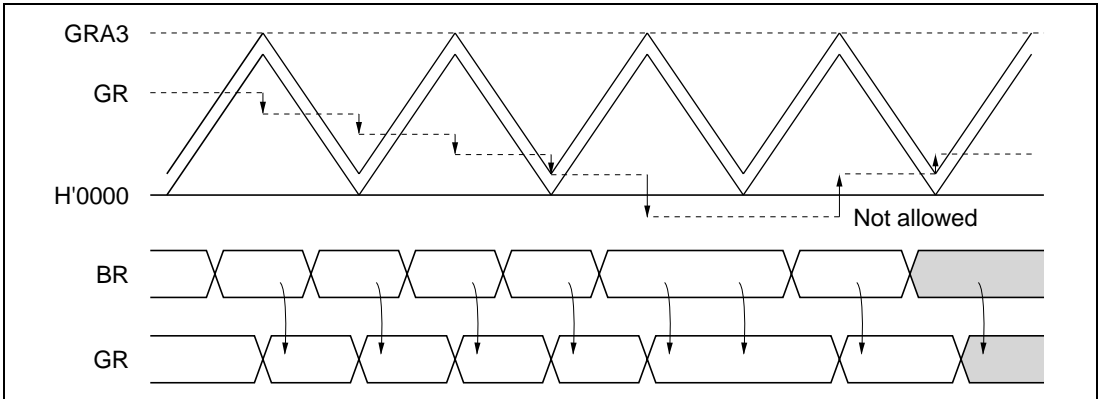 GRA3
GR
H'0000
Not allowed
BR
GR